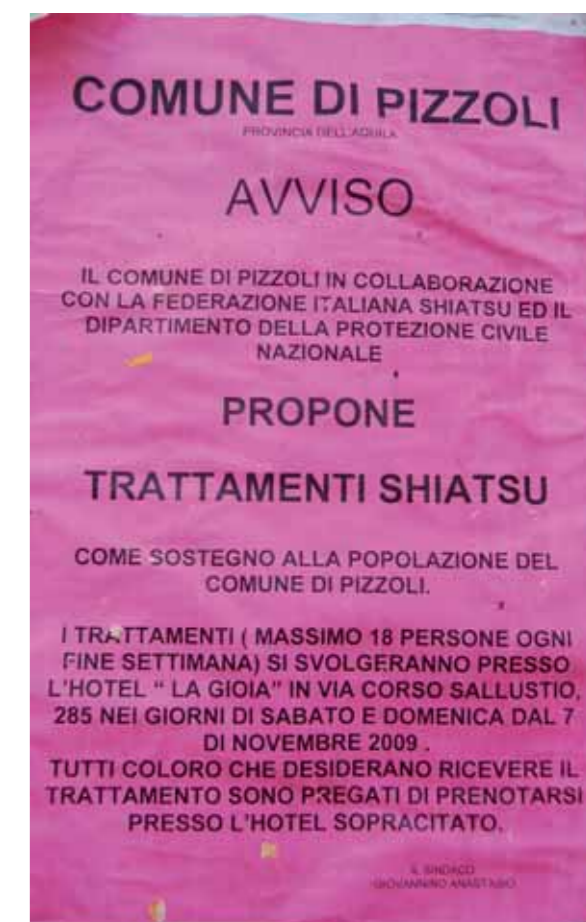 COMUNE DI PIZZOLI
PROVINCIA DELL'AQUILA
AVVISO
IL COMUNE DI PIZZOLI IN COLLABORAZIONE
CON LA FEDERAZIONE ITALIANA SHIATSU ED IL
DIPARTIMENTO DELLA PROTEZIONE CIVILE
NAZIONALE
PROPONE
TRATTAMENTI SHIATSU
COME SOSTEGNO ALLA POPOLAZIONE DEL
COMUNE DI PIZZOLI.
I TRATTAMENTI ( MASSIMO 18 PERSONE OGNI
FINE SETTIMANA) SI SVOLGERANNO PRESSO
L'HOTEL “ LA GIOIA” IN VIA CORSO SALLUSTIO,
285 NEI GIORNI DI SABATO E DOMENICA DAL 7
DI NOVEMBRE 2009 .
TUTTI COLORO CHE DESIDERANO RICEVERE IL
TRATTAMENTO SONO PREGATI DI PRENOTARSI
PRESSO L'HOTEL SOPRACITATO.
IL SINDACO
GIOVANNINO ANASTASIO